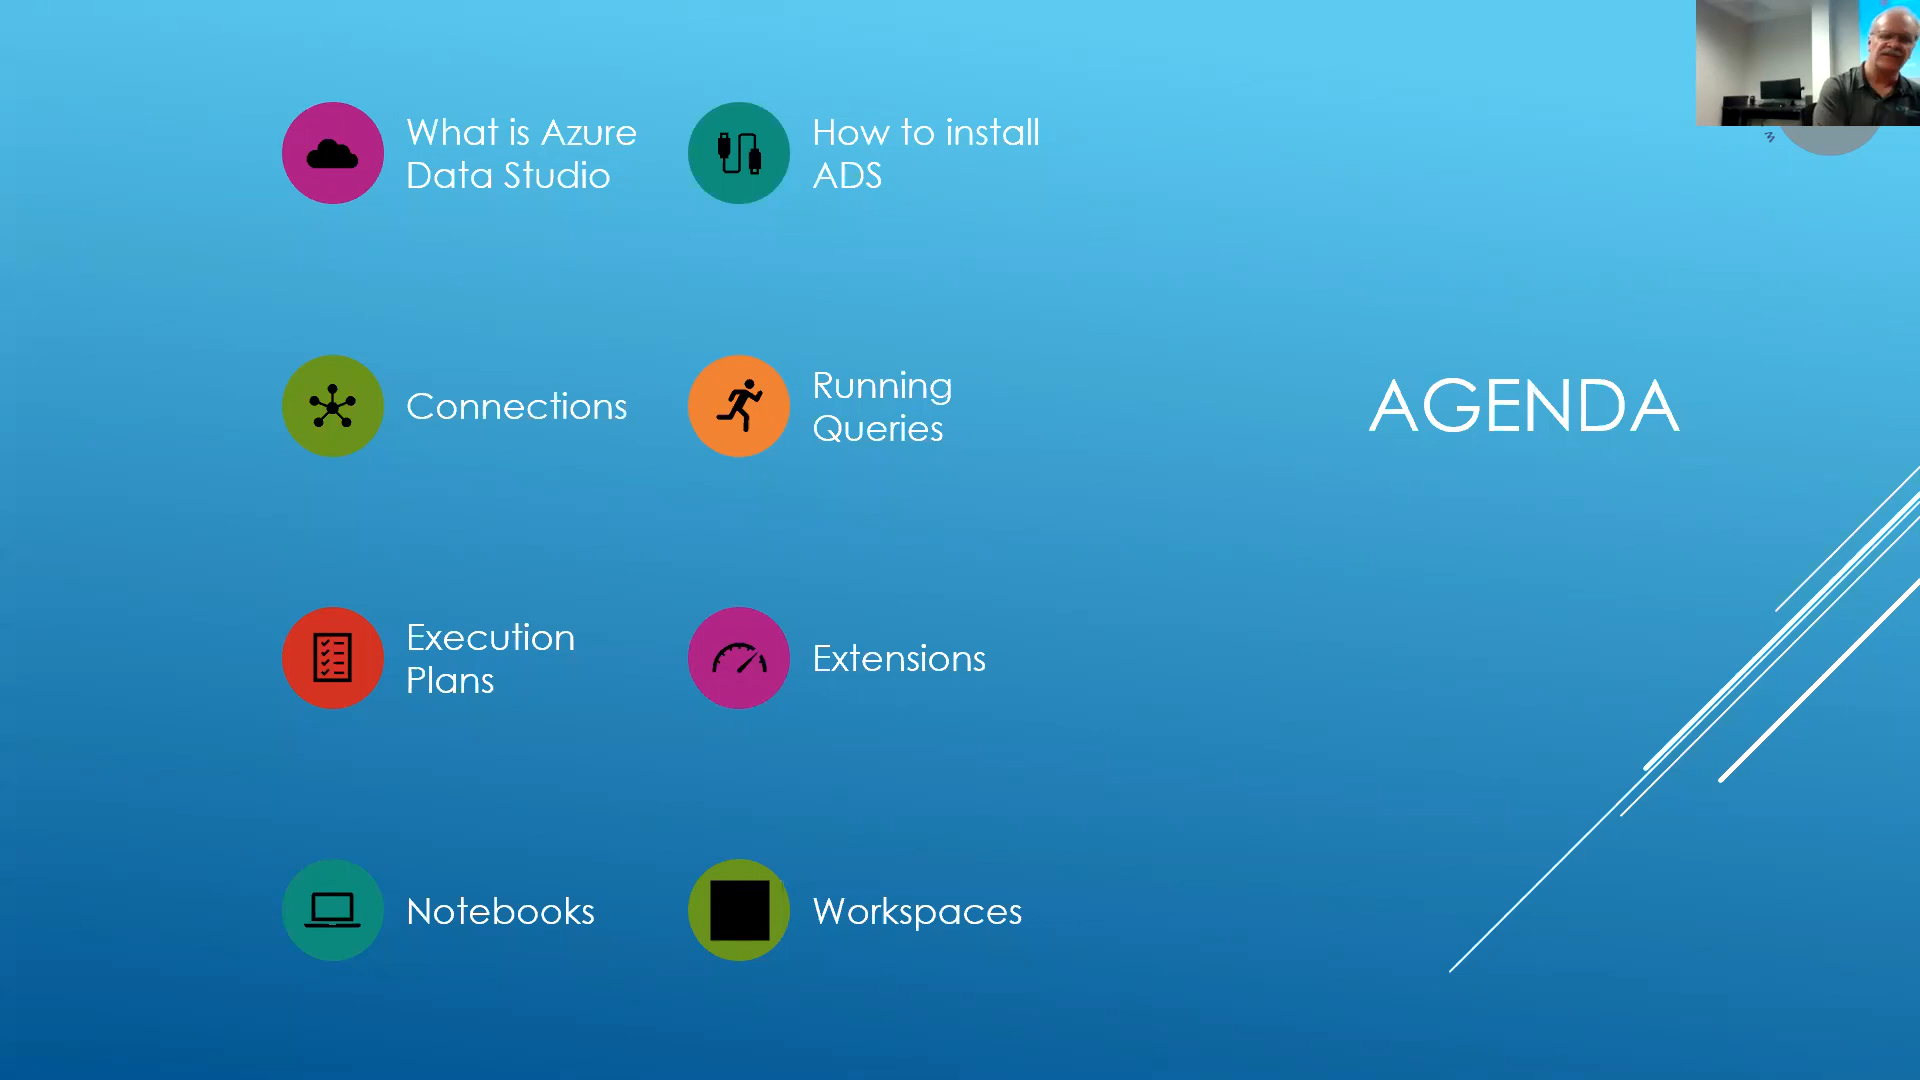 What is Azure
Data Studio
How to install
ADS
Connections
Running
Queries
AGENDA
Execution
Plans
Extensions
Notebooks
Workspaces